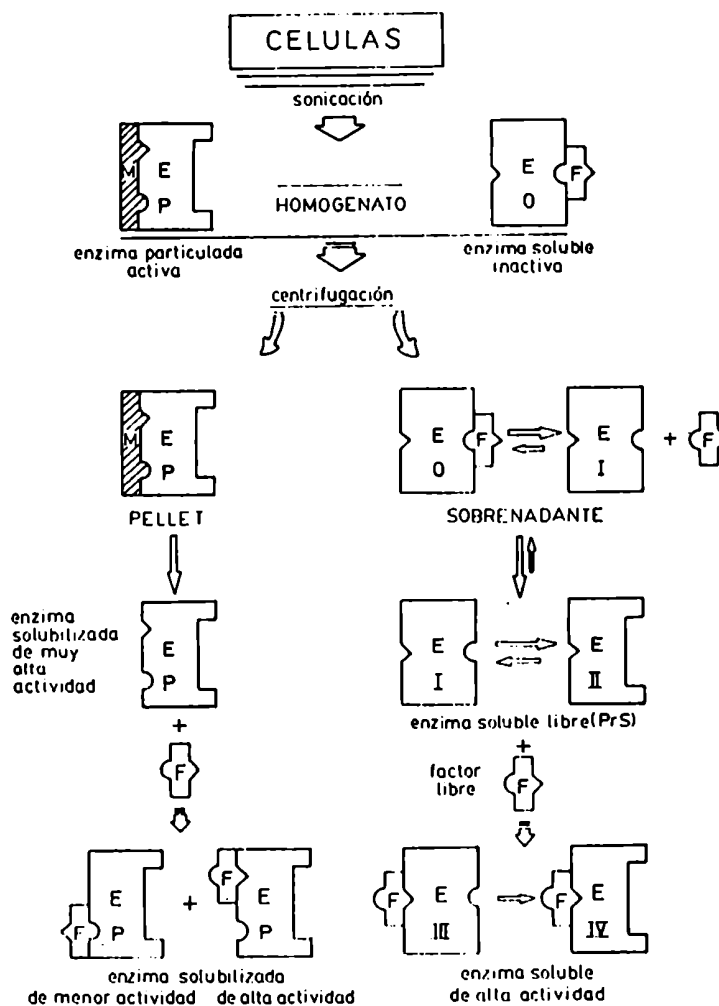 CELULAS
sonicación
M E P
E O F
HOMOGENATO
enzima particulada activa
enzima soluble inactiva
centrifugación
M E P
E O F
E I + F
PELLET
SOBRENADANTE
enzima
solubilizada
de muy
alta
actividad
E P
E I
E II
enzima soluble libre(PrS)
+
F
+
factor
libre
F
F E P + F E P
F E III
F E IV
enzima solubilizada
de menor actividad de alta actividad
enzima soluble
de alta actividad